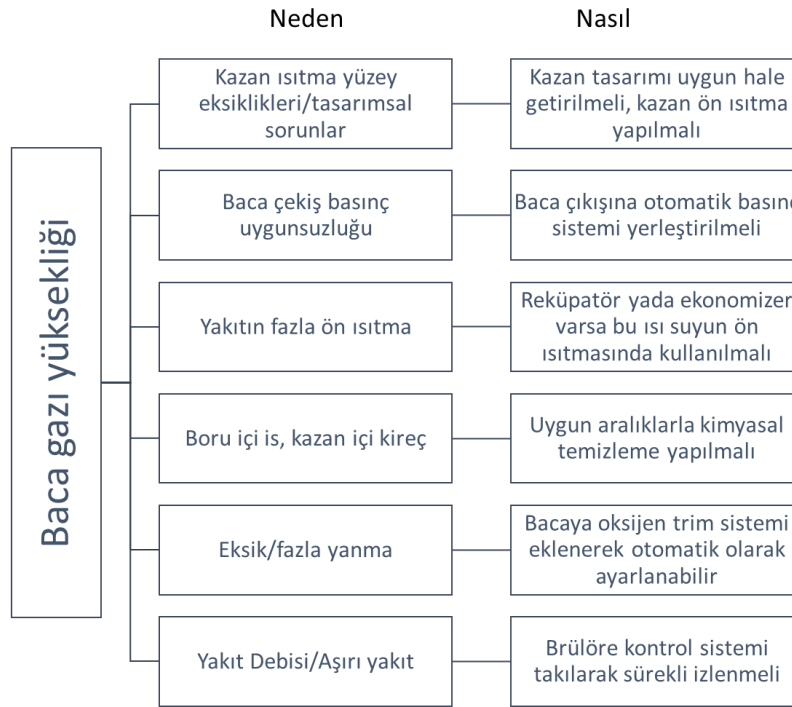 Neden
Nasıl
Baca gazı yüksekliği
Kazan ısıtma yüzey
eksiklikleri/tasarımsal
sorunlar
Kazan tasarımı uygun hale
getirilmeli, kazan ön ısıtma
yapılmalı
Baca çekiş basınç
uygunsuzluğu
Baca çıkışına otomatik basınç
sistemi yerleştirilmeli
Yakıtın fazla ön ısıtma
Reküpatör yada ekonomizer
varsa bu ısı suyun ön
ısıtmasında kullanılmalı
Boru içi is, kazan içi kireç
Uygun aralıklarla kimyasal
temizleme yapılmalı
Eksik/fazla yanma
Bacaya oksijen trim sistemi
eklenerek otomatik olarak
ayarlanabilir
Yakıt Debisi/Aşırı yakıt
Brülöre kontrol sistemi
takılarak sürekli izlenmeli